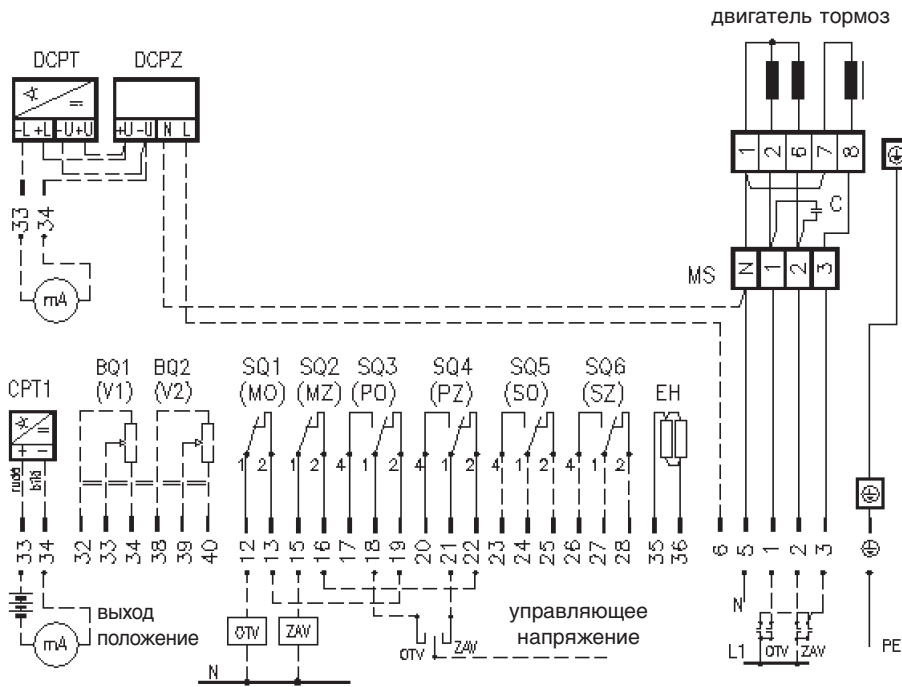 двигатель тормоз
DCPT DCPZ
-L +L -U +U +U -U N L
1 2 6 7 8
C
33 34
mA
MS N 1 2 3
CPT1
+ -
rudá bílá
BQ1 (V1)
BQ2 (V2)
SQ1 (MO)
SQ2 (MZ)
SQ3 (PO)
SQ4 (PZ)
SQ5 (SO)
SQ6 (SZ)
EH
1 2 1 2 4 1 2 4 1 2 4 1 2 4 1 2
33 34 32 33 34 38 39 40 12 13 15 16 17 18 19 20 21 22 23 24 25 26 27 28 35 36 6 5 1 2 3
выход
положение
mA
OTV ZAV
N
OTV ZAV
управляющее
напряжение
N
L1 OTV ZAV
PE